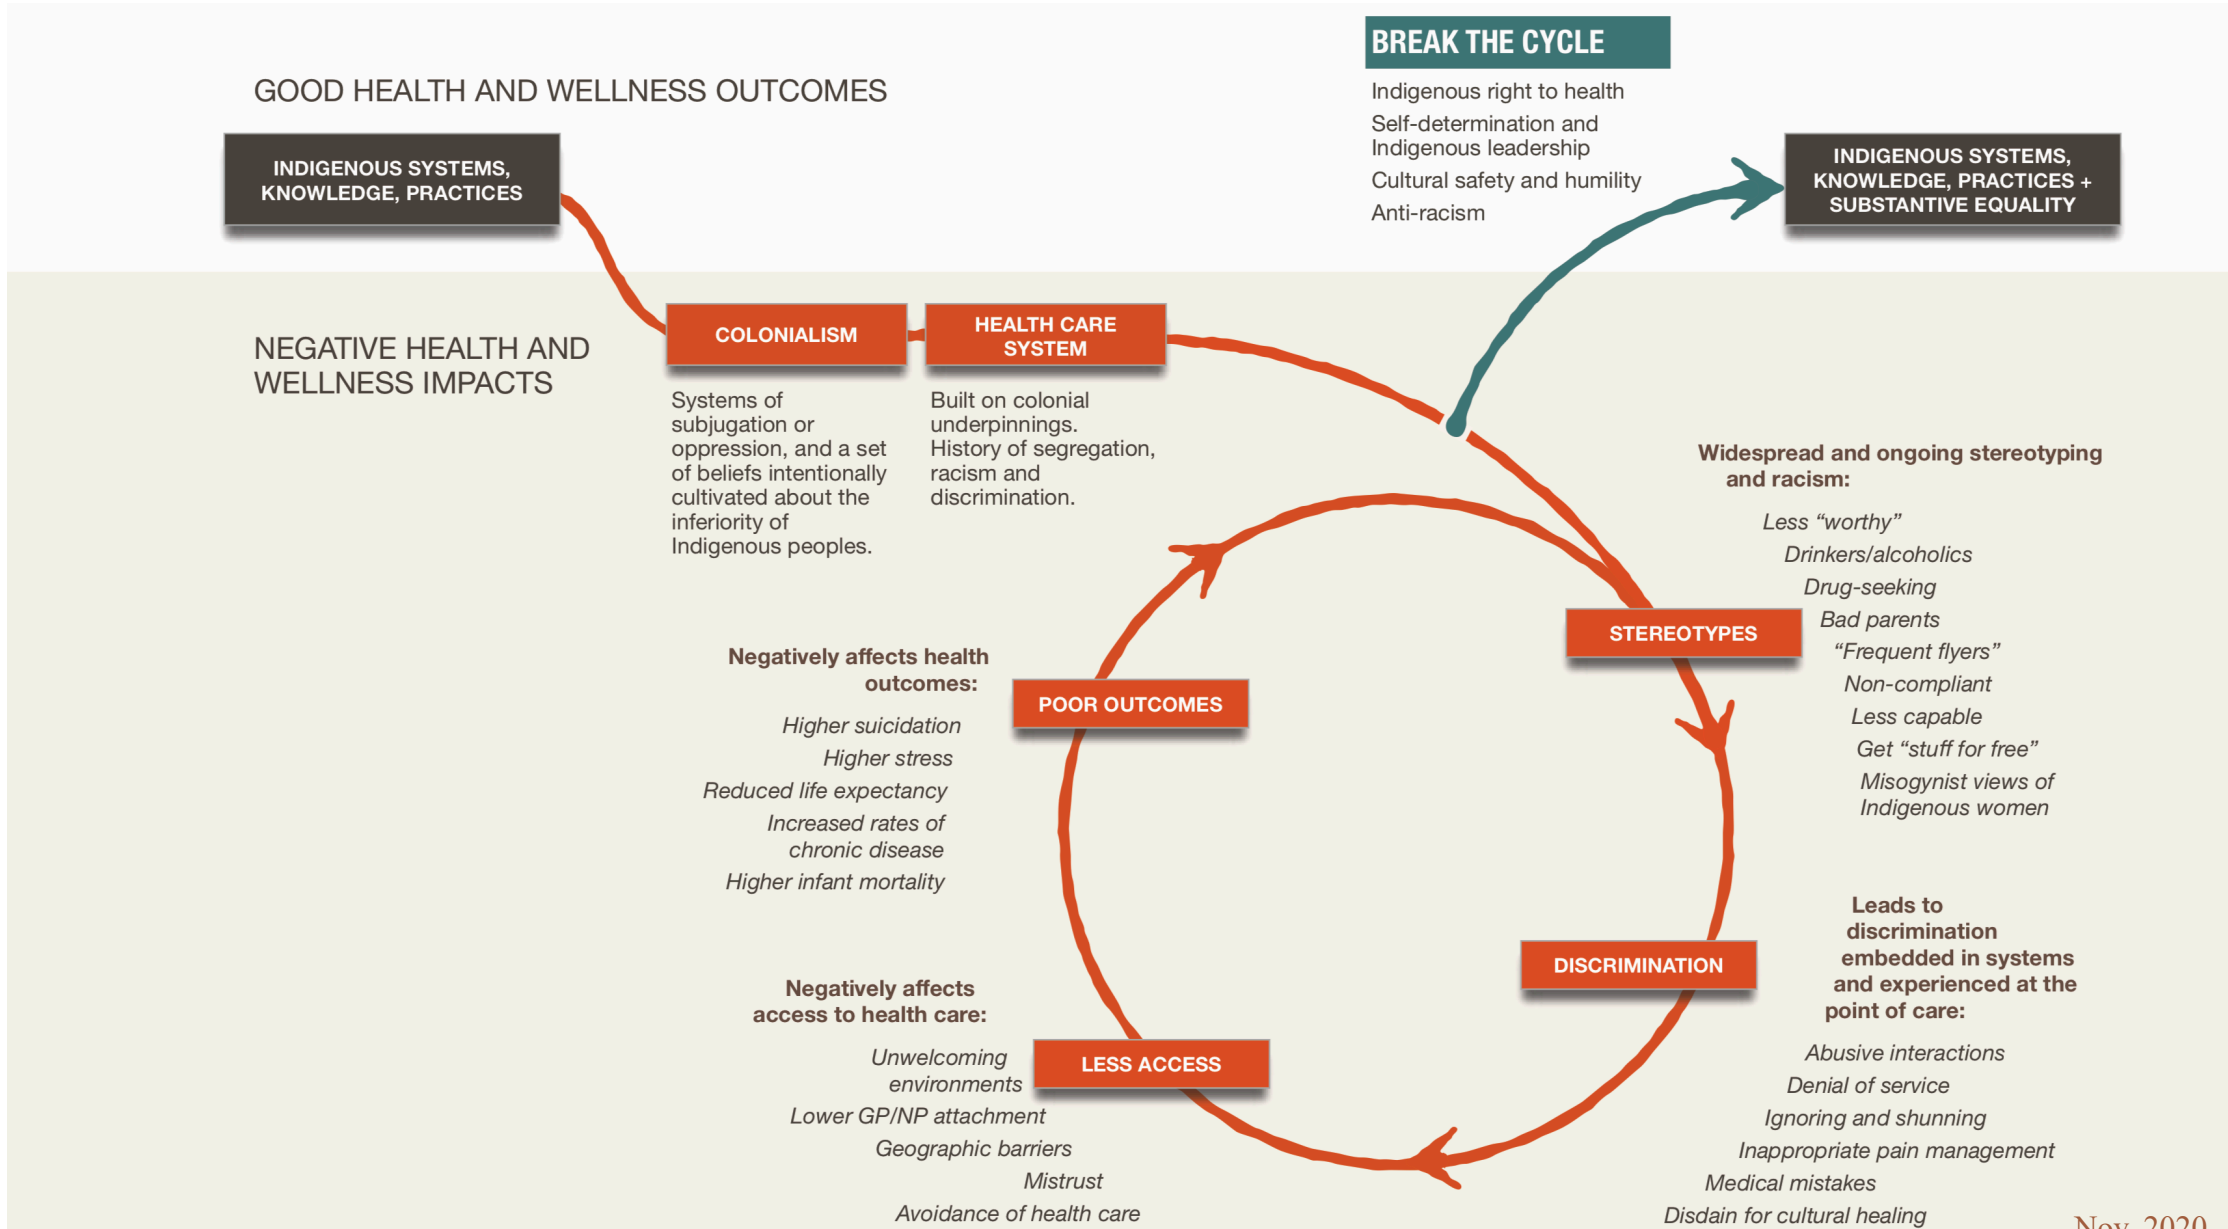 GOOD HEALTH AND WELLNESS OUTCOMES
INDIGENOUS SYSTEMS,
KNOWLEDGE, PRACTICES
BREAK THE CYCLE
Indigenous right to health
Self-determination and
Indigenous leadership
Cultural safety and humility
Anti-racism
INDIGENOUS SYSTEMS,
KNOWLEDGE, PRACTICES +
SUBSTANTIVE EQUALITY
NEGATIVE HEALTH AND
WELLNESS IMPACTS
COLONIALISM
Systems of
subjugation or
oppression, and a set
of beliefs intentionally
cultivated about the
inferiority of
Indigenous peoples.
HEALTH CARE
SYSTEM
Built on colonial
underpinnings.
History of segregation,
racism and
discrimination.
STEREOTYPES
Widespread and ongoing stereotyping
and racism:
Less “worthy”
Drinkers/alcoholics
Drug-seeking
Bad parents
“Frequent flyers”
Non-compliant
Less capable
Get “stuff for free”
Misogynist views of
Indigenous women
DISCRIMINATION
Leads to
discrimination
embedded in systems
and experienced at the
point of care:
Abusive interactions
Denial of service
Ignoring and shunning
Inappropriate pain management
Medical mistakes
Disdain for cultural healing
LESS ACCESS
Negatively affects
access to health care:
Unwelcoming
environments
Lower GP/NP attachment
Geographic barriers
Mistrust
Avoidance of health care
POOR OUTCOMES
Negatively affects health
outcomes:
Higher suicidation
Higher stress
Reduced life expectancy
Increased rates of
chronic disease
Higher infant mortality
Nov. 2020